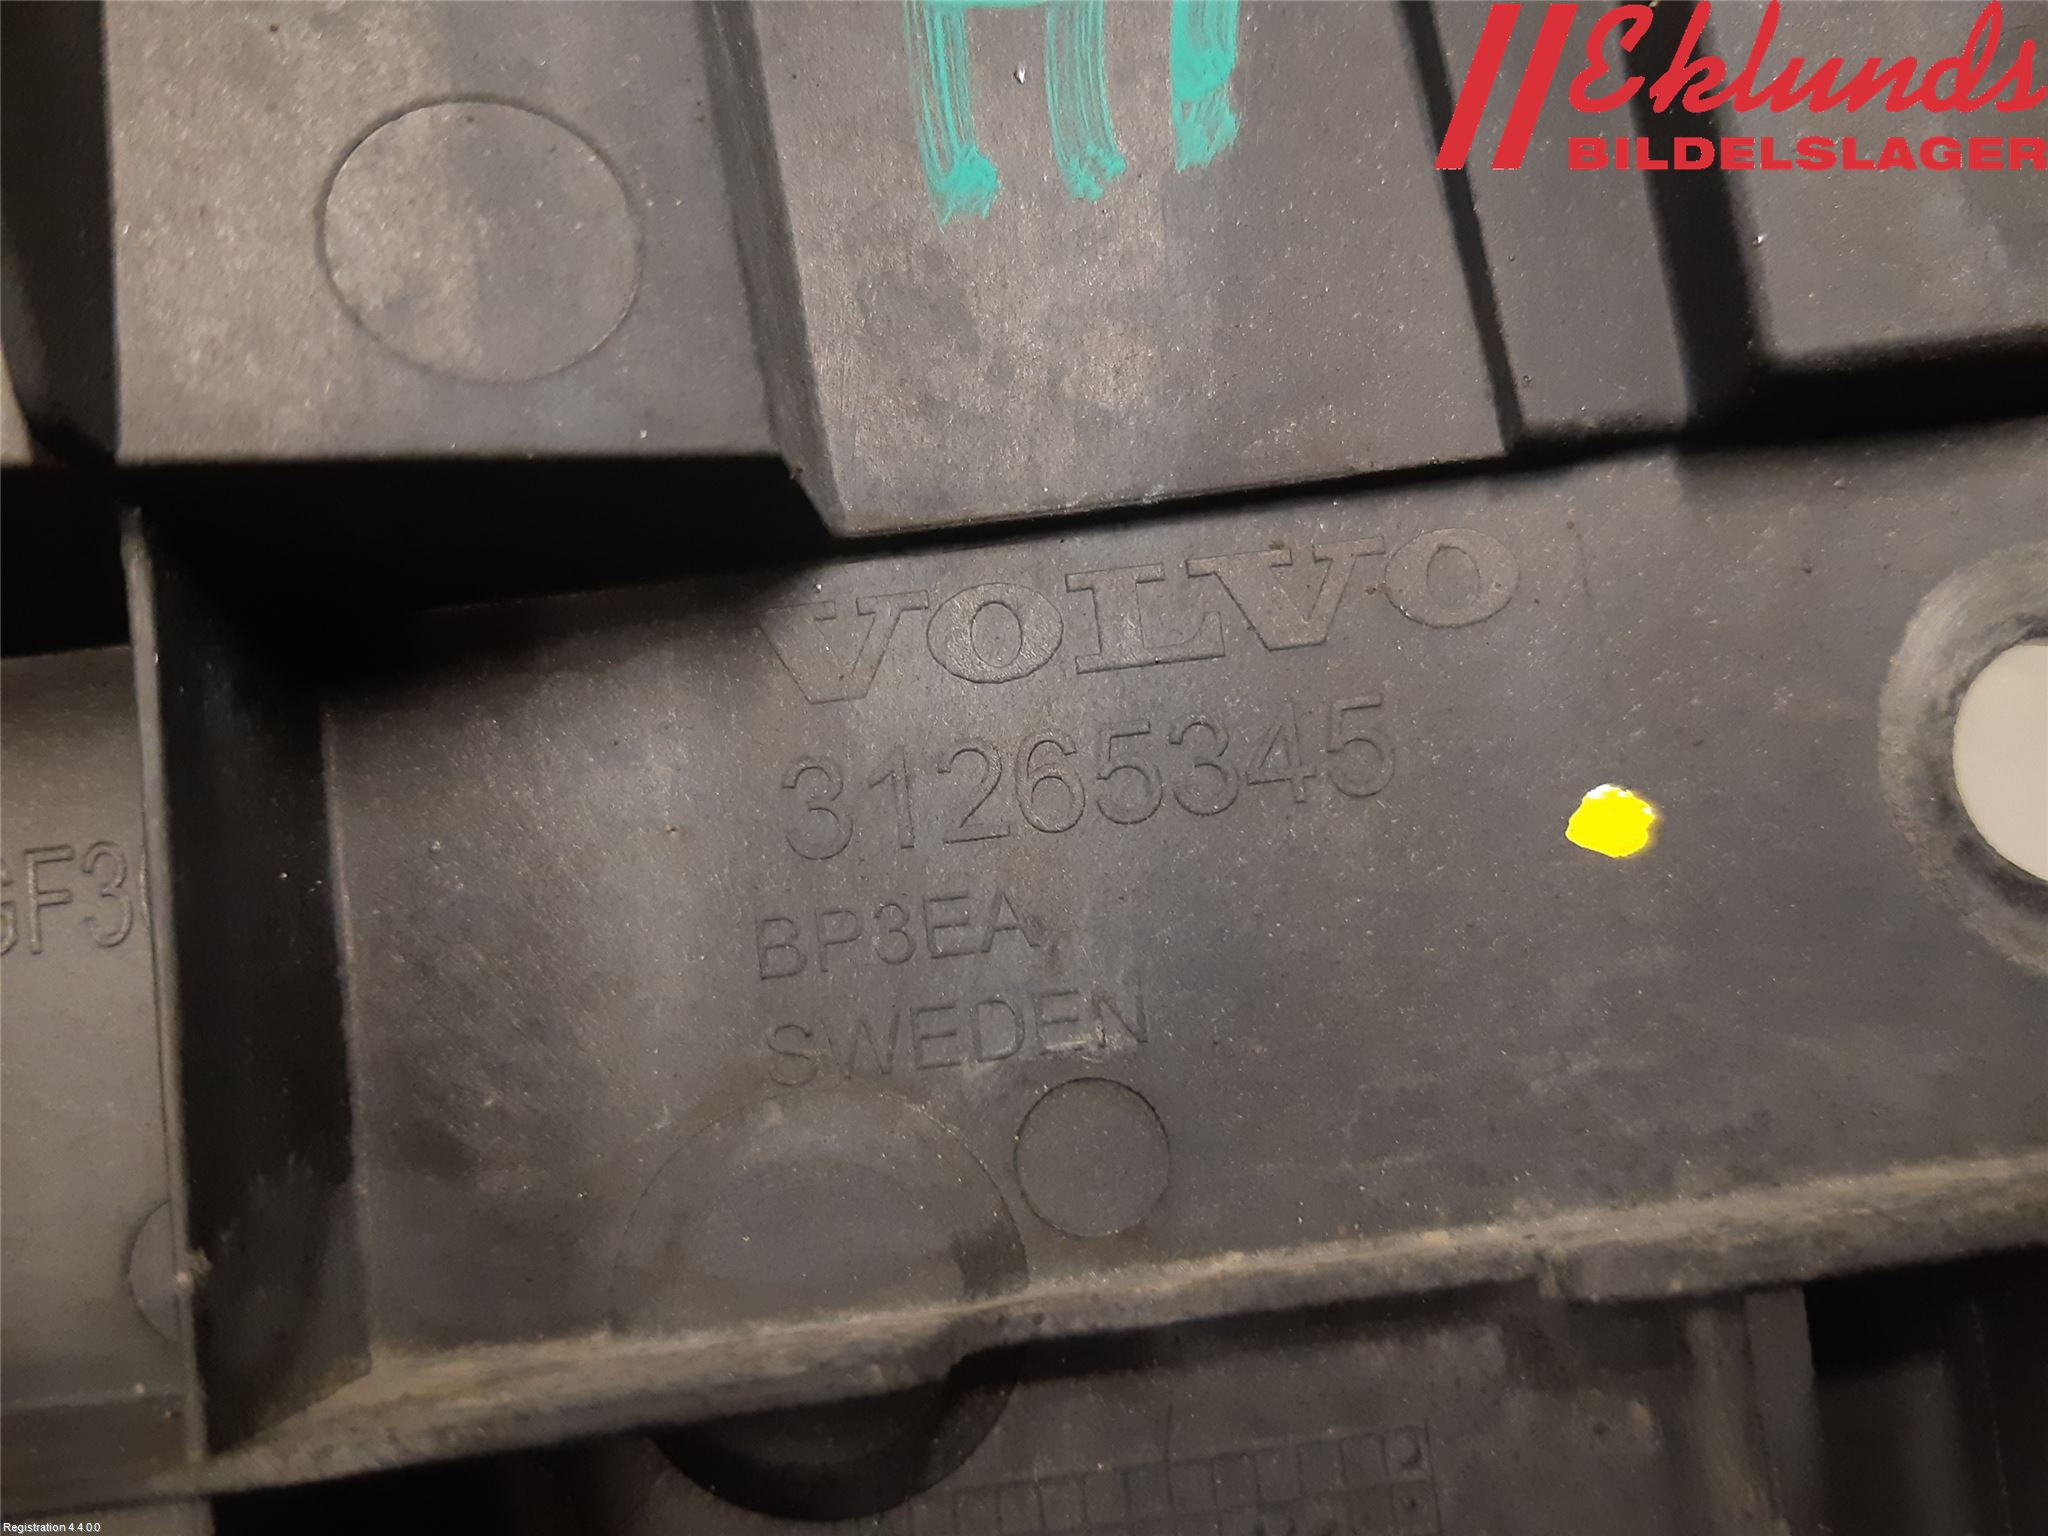 Eklunds
BILDELSLAGER
VOLVO
31265345
GF3
BP3EA
SWEDEN
Registration 4.4.0.0